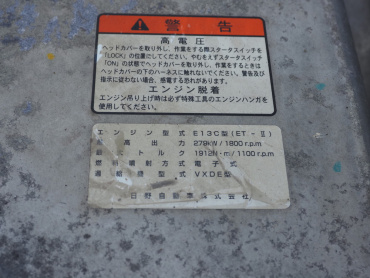 警告
高電圧
ヘッドカバーを取り外し、作業をする際スタータスイッチを
「LOCK」の位置にしてください。やむをえずスタータスイッチ
「ON」の状態でヘッドカバーを取外し、作業をするときは
ヘッドカバーの下のハーネスに触れないでください。警告及び
指示に従わない場合、感電する恐れがあります。
エンジン脱着
エンジン吊り上げ時は必ず特殊工具のエンジンハンガを
使用してください。
エンジン型式 E13C型(ET-Ⅱ)
最高出力 279kW/1800r.p.m
最大トルク 1912N・m/1100r.p.m
燃料噴射方式 電子式
過給機型式 VXDE型
日野自動車株式会社